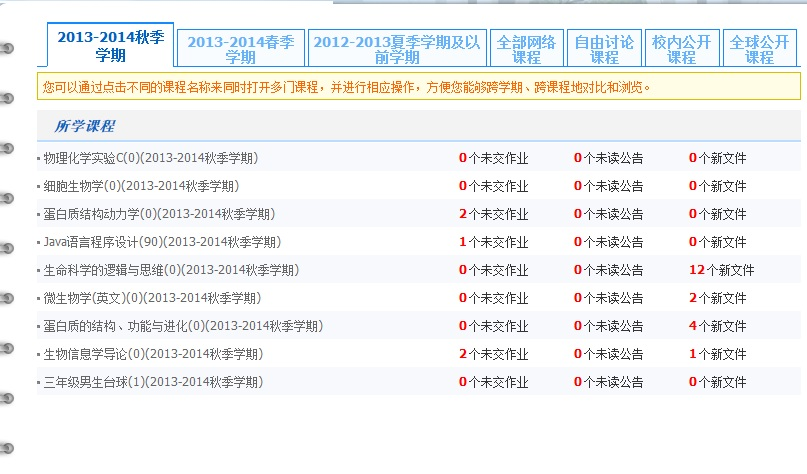 2013-2014秋季
学期
2013-2014春季
学期
2012-2013夏季学期及以
前学期
全部网络
课程
自由讨论
课程
校内公开
课程
全球公开
课程
您可以通过点击不同的课程名称来同时打开多门课程，并进行相应操作，方便您能够跨学期、跨课程地对比和浏览。
所学课程
物理化学实验C(0)(2013-2014秋季学期) 0个未交作业 0个未读公告 0个新文件
细胞生物学(0)(2013-2014秋季学期) 0个未交作业 0个未读公告 0个新文件
蛋白质结构动力学(0)(2013-2014秋季学期) 2个未交作业 0个未读公告 0个新文件
Java语言程序设计(90)(2013-2014秋季学期) 1个未交作业 0个未读公告 0个新文件
生命科学的逻辑与思维(0)(2013-2014秋季学期) 0个未交作业 0个未读公告 12个新文件
微生物学(英文)(0)(2013-2014秋季学期) 0个未交作业 0个未读公告 2个新文件
蛋白质的结构、功能与进化(0)(2013-2014秋季学期) 0个未交作业 0个未读公告 4个新文件
生物信息学导论(0)(2013-2014秋季学期) 2个未交作业 0个未读公告 1个新文件
三年级男生台球(1)(2013-2014秋季学期) 0个未交作业 0个未读公告 0个新文件